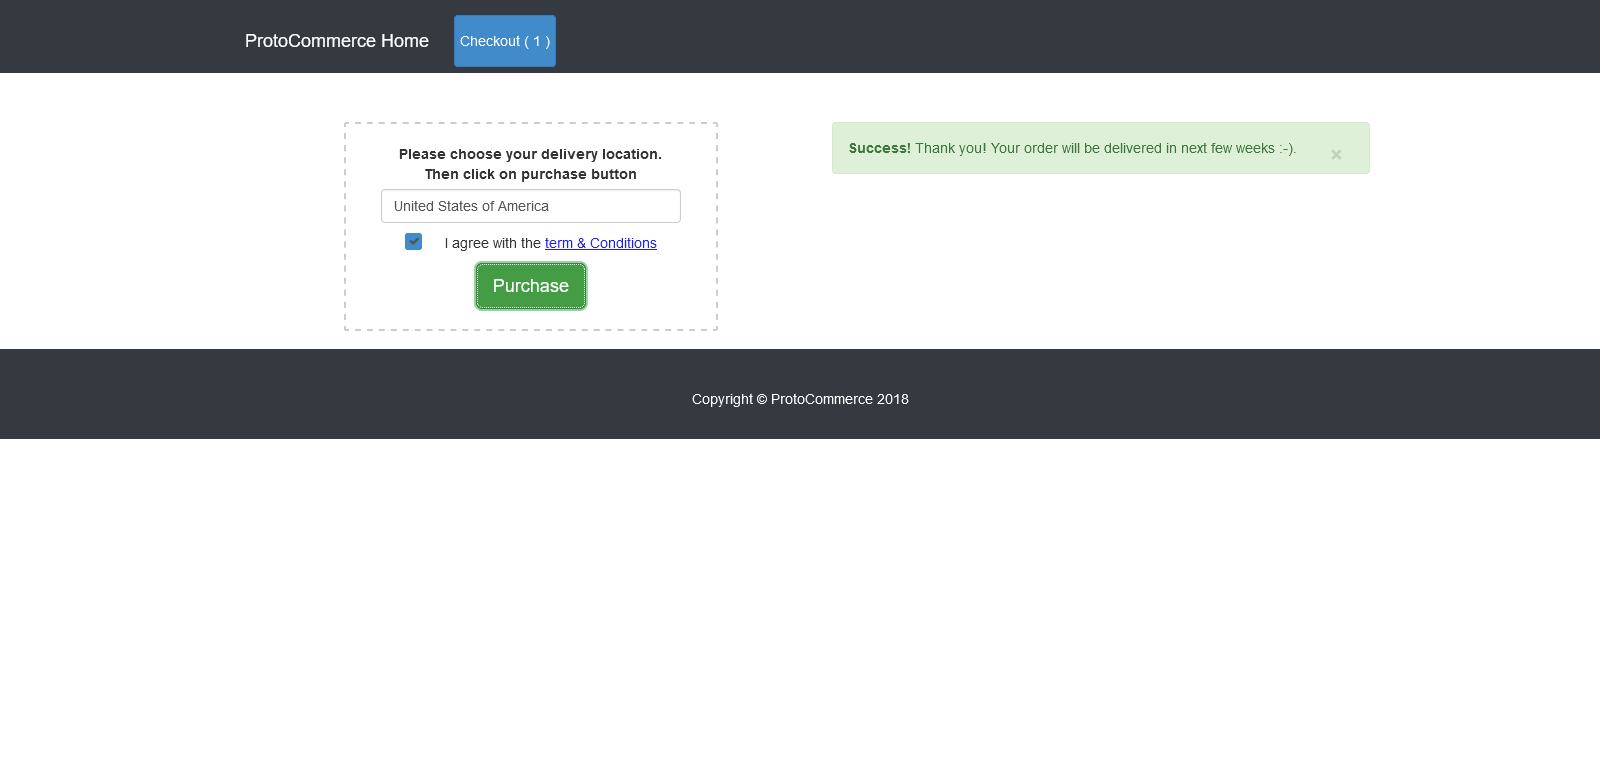 ProtoCommerce Home
Checkout ( 1 )
Please choose your delivery location.
Then click on purchase button
United States of America
I agree with the term & Conditions
Purchase
Success! Thank you! Your order will be delivered in next few weeks :-).
×
Copyright © ProtoCommerce 2018